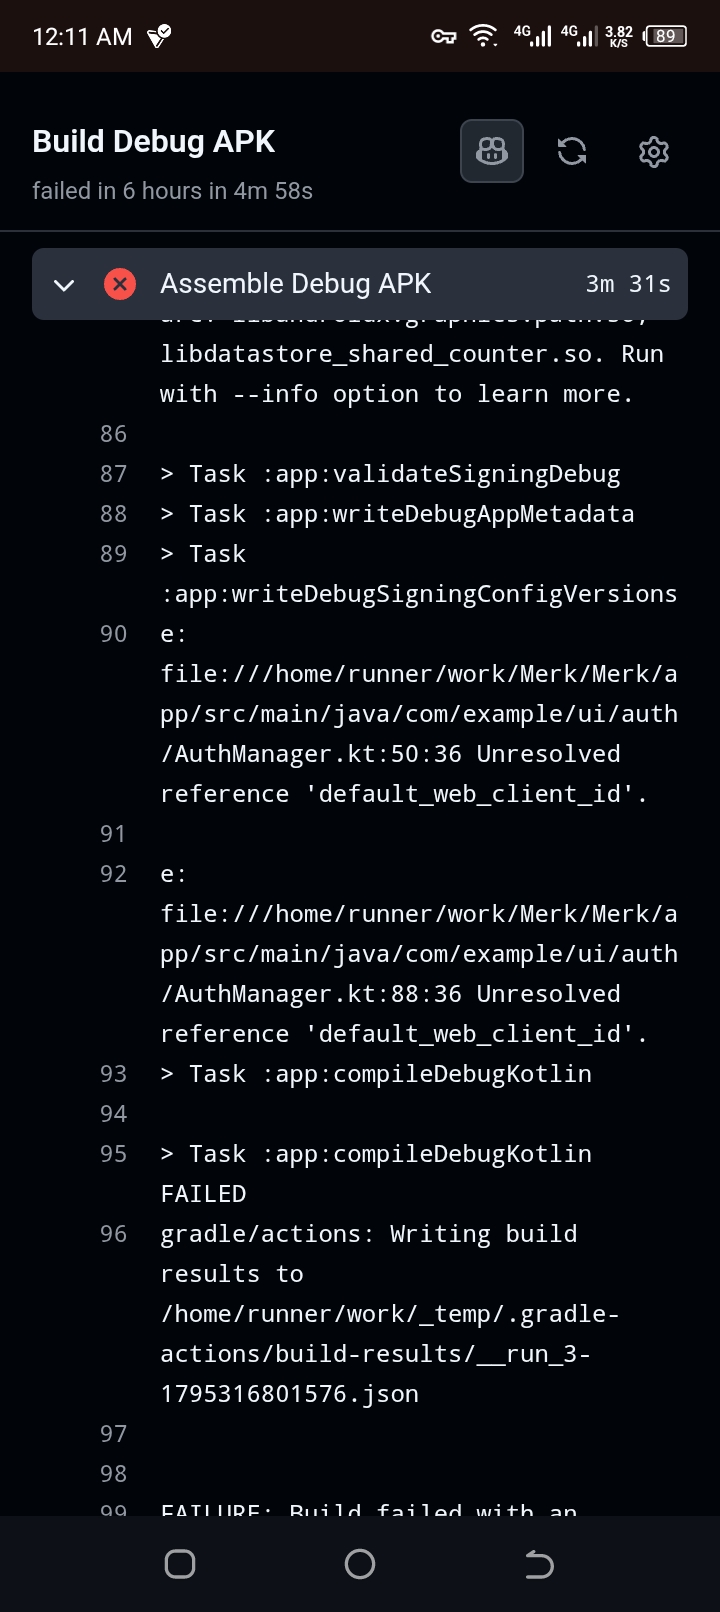 12:11 AM
4G 4G 3.82 K/S 89
Build Debug APK
failed in 6 hours in 4m 58s
Assemble Debug APK 3m 31s
libdatastore_shared_counter.so. Run
with --info option to learn more.
86
87 > Task :app:validateSigningDebug
88 > Task :app:writeDebugAppMetadata
89 > Task
:app:writeDebugSigningConfigVersions
90 e:
file:///home/runner/work/Merk/Merk/a
pp/src/main/java/com/example/ui/auth
/AuthManager.kt:50:36 Unresolved
reference 'default_web_client_id'.
91
92 e:
file:///home/runner/work/Merk/Merk/a
pp/src/main/java/com/example/ui/auth
/AuthManager.kt:88:36 Unresolved
reference 'default_web_client_id'.
93 > Task :app:compileDebugKotlin
94
95 > Task :app:compileDebugKotlin
FAILED
96 gradle/actions: Writing build
results to
/home/runner/work/_temp/.gradle-
actions/build-results/__run_3-
1795316801576.json
97
98
99 FAILURE: Build failed with an